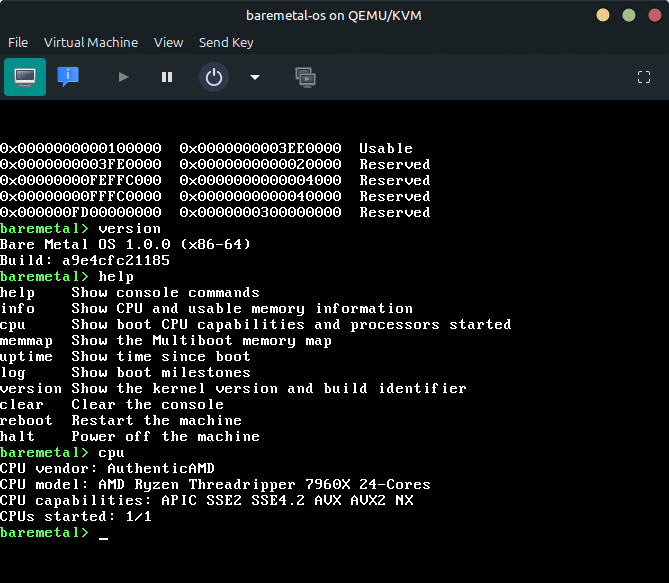 baremetal-os on QEMU/KVM
File Virtual Machine View Send Key
0x0000000000100000  0x0000000003EE0000  Usable
0x0000000003FE0000  0x0000000000020000  Reserved
0x00000000FEFFC000  0x0000000000004000  Reserved
0x00000000FFFC0000  0x0000000000040000  Reserved
0x000000FD00000000  0x0000000300000000  Reserved
baremetal> version
Bare Metal OS 1.0.0 (x86-64)
Build: a9e4cfc21185
baremetal> help
help    Show console commands
info    Show CPU and usable memory information
cpu     Show boot CPU capabilities and processors started
memmap  Show the Multiboot memory map
uptime  Show time since boot
log     Show boot milestones
version Show the kernel version and build identifier
clear   Clear the console
reboot  Restart the machine
halt    Power off the machine
baremetal> cpu
CPU vendor: AuthenticAMD
CPU model: AMD Ryzen Threadripper 7960X 24-Cores
CPU capabilities: APIC SSE2 SSE4.2 AVX AVX2 NX
CPUs started: 1/1
baremetal> _